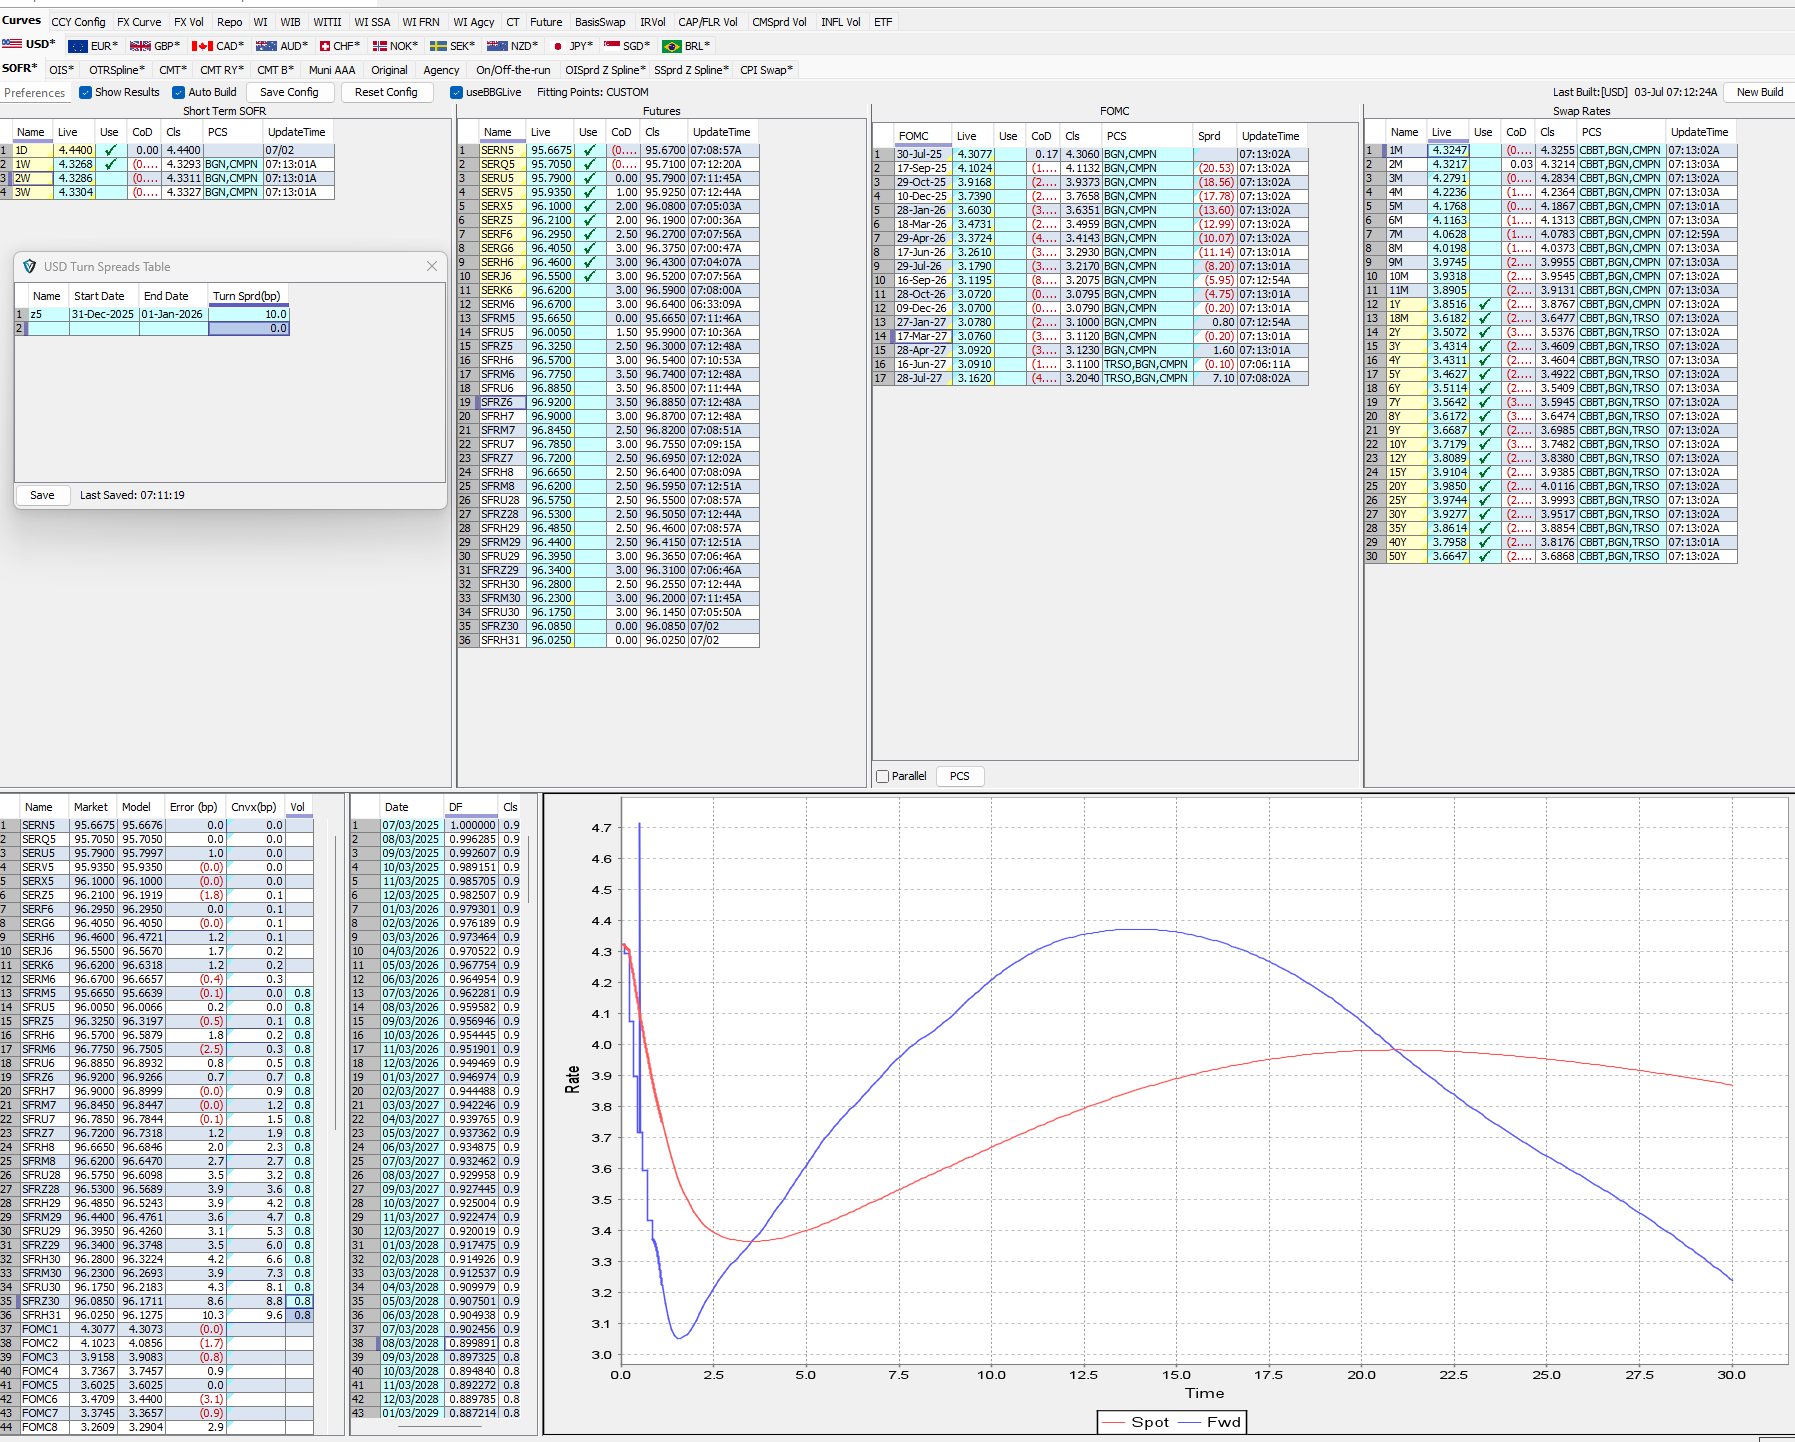 Curves CCY Config FX Curve FX Vol Repo WI WIB WITII WI SSA WI FRN WI Agcy CT Future BasisSwap IRVol CAP/FLR Vol CMSprd Vol INFL Vol ETF
USD* EUR* GBP* CAD* AUD* CHF* NOK* SEK* NZD* JPY* SGD* BRL*
SOFR* OIS* OTRSpline* CMT* CMT RY* CMT B* Muni AAA Original Agency On/Off-the-run OISprd Z Spline* SSprd Z Spline* CPI Swap*
Preferences Show Results Auto Build Save Config Reset Config useBBGLive Fitting Points: CUSTOM Last Built:[USD] 03-Jul 07:12:24A New Build
Short Term SOFR
Name Live Use CoD Cls PCS UpdateTime
1 1D 4.4400 0.00 4.4400 07/02
2 1W 4.3268 (0.... 4.3293 BGN,CMPN 07:13:01A
3 2W 4.3286 (0.... 4.3311 BGN,CMPN 07:13:01A
4 3W 4.3304 (0.... 4.3327 BGN,CMPN 07:13:01A
USD Turn Spreads Table
Name Start Date End Date Turn Sprd(bp)
1 z5 31-Dec-2025 01-Jan-2026 10.0
2 0.0
Save Last Saved: 07:11:19
Futures
Name Live Use CoD Cls UpdateTime
1 SERN5 95.6675 (0.... 95.6700 07:08:57A
2 SERQ5 95.7050 (0.... 95.7100 07:12:20A
3 SERU5 95.7900 0.00 95.7900 07:11:45A
4 SERV5 95.9350 1.00 95.9250 07:12:44A
5 SERX5 96.1000 2.00 96.0800 07:05:03A
6 SERZ5 96.2100 2.00 96.1900 07:00:36A
7 SERF6 96.2950 2.50 96.2700 07:07:56A
8 SERG6 96.4050 3.00 96.3750 07:00:47A
9 SERH6 96.4600 3.00 96.4300 07:04:07A
10 SERJ6 96.5500 3.00 96.5200 07:07:56A
11 SERK6 96.6200 3.00 96.5900 07:08:00A
12 SERM6 96.6700 3.00 96.6400 06:33:09A
13 SFRM5 95.6650 0.00 95.6650 07:11:46A
14 SFRU5 96.0050 1.50 95.9900 07:10:36A
15 SFRZ5 96.3250 2.50 96.3000 07:12:48A
16 SFRH6 96.5700 3.00 96.5400 07:10:53A
17 SFRM6 96.7750 3.50 96.7400 07:12:48A
18 SFRU6 96.8850 3.50 96.8500 07:11:44A
19 SFRZ6 96.9200 3.50 96.8850 07:12:48A
20 SFRH7 96.9000 3.00 96.8700 07:12:48A
21 SFRM7 96.8450 2.50 96.8200 07:08:51A
22 SFRU7 96.7850 3.00 96.7550 07:09:15A
23 SFRZ7 96.7200 2.50 96.6950 07:12:02A
24 SFRH8 96.6650 2.50 96.6400 07:08:09A
25 SFRM8 96.6200 2.50 96.5950 07:12:51A
26 SFRU28 96.5750 2.50 96.5500 07:08:57A
27 SFRZ28 96.5300 2.50 96.5050 07:12:44A
28 SFRH29 96.4850 2.50 96.4600 07:08:57A
29 SFRM29 96.4400 2.50 96.4150 07:12:51A
30 SFRU29 96.3950 3.00 96.3650 07:06:46A
31 SFRZ29 96.3400 3.00 96.3100 07:06:46A
32 SFRH30 96.2800 2.50 96.2550 07:12:44A
33 SFRM30 96.2300 3.00 96.2000 07:11:45A
34 SFRU30 96.1750 3.00 96.1450 07:05:50A
35 SFRZ30 96.0850 0.00 96.0850 07/02
36 SFRH31 96.0250 0.00 96.0250 07/02
FOMC
FOMC Live Use CoD Cls PCS Sprd UpdateTime
1 30-Jul-25 4.3077 0.17 4.3060 BGN,CMPN 07:13:02A
2 17-Sep-25 4.1024 (1.... 4.1132 BGN,CMPN (20.53) 07:13:02A
3 29-Oct-25 3.9168 (2.... 3.9373 BGN,CMPN (18.56) 07:13:02A
4 10-Dec-25 3.7390 (2.... 3.7658 BGN,CMPN (17.78) 07:13:02A
5 28-Jan-26 3.6030 (3.... 3.6351 BGN,CMPN (13.60) 07:13:02A
6 18-Mar-26 3.4731 (2.... 3.4959 BGN,CMPN (12.99) 07:13:02A
7 29-Apr-26 3.3724 (4.... 3.4143 BGN,CMPN (10.07) 07:13:02A
8 17-Jun-26 3.2610 (3.... 3.2930 BGN,CMPN (11.14) 07:13:01A
9 29-Jul-26 3.1790 (3.... 3.2170 BGN,CMPN (8.20) 07:13:01A
10 16-Sep-26 3.1195 (8.... 3.2075 BGN,CMPN (5.95) 07:12:54A
11 28-Oct-26 3.0720 (0.... 3.0795 BGN,CMPN (4.75) 07:13:01A
12 09-Dec-26 3.0700 (0.... 3.0790 BGN,CMPN (0.20) 07:13:01A
13 27-Jan-27 3.0780 (2.... 3.1000 BGN,CMPN 0.80 07:12:54A
14 17-Mar-27 3.0760 (3.... 3.1120 BGN,CMPN (0.20) 07:13:01A
15 28-Apr-27 3.0920 (3.... 3.1230 BGN,CMPN 1.60 07:13:01A
16 16-Jun-27 3.0910 (1.... 3.1100 TRSO,BGN,CMPN (0.10) 07:06:11A
17 28-Jul-27 3.1620 (4.... 3.2040 TRSO,BGN,CMPN 7.10 07:08:02A
Parallel PCS
Swap Rates
Name Live Use CoD Cls PCS UpdateTime
1 1M 4.3247 (0.... 4.3255 CBBT,BGN,CMPN 07:13:02A
2 2M 4.3217 0.03 4.3214 CBBT,BGN,CMPN 07:13:03A
3 3M 4.2791 (0.... 4.2834 CBBT,BGN,CMPN 07:13:03A
4 4M 4.2236 (1.... 4.2364 CBBT,BGN,CMPN 07:13:03A
5 5M 4.1768 (0.... 4.1867 CBBT,BGN,CMPN 07:13:01A
6 6M 4.1163 (1.... 4.1313 CBBT,BGN,CMPN 07:13:03A
7 7M 4.0628 (1.... 4.0783 CBBT,BGN,CMPN 07:12:59A
8 8M 4.0198 (1.... 4.0373 CBBT,BGN,CMPN 07:13:03A
9 9M 3.9745 (2.... 3.9955 CBBT,BGN,CMPN 07:13:03A
10 10M 3.9318 (2.... 3.9545 CBBT,BGN,CMPN 07:13:02A
11 11M 3.8905 (2.... 3.9131 CBBT,BGN,CMPN 07:13:03A
12 1Y 3.8516 (2.... 3.8767 CBBT,BGN,CMPN 07:13:02A
13 18M 3.6182 (2.... 3.6477 CBBT,BGN,TRSO 07:13:02A
14 2Y 3.5072 (3.... 3.5376 CBBT,BGN,TRSO 07:13:02A
15 3Y 3.4314 (2.... 3.4609 CBBT,BGN,TRSO 07:13:02A
16 4Y 3.4311 (2.... 3.4604 CBBT,BGN,TRSO 07:13:03A
17 5Y 3.4627 (2.... 3.4922 CBBT,BGN,TRSO 07:13:02A
18 6Y 3.5114 (2.... 3.5409 CBBT,BGN,TRSO 07:13:03A
19 7Y 3.5642 (3.... 3.5945 CBBT,BGN,TRSO 07:13:02A
20 8Y 3.6172 (3.... 3.6474 CBBT,BGN,TRSO 07:13:02A
21 9Y 3.6687 (2.... 3.6985 CBBT,BGN,TRSO 07:13:02A
22 10Y 3.7179 (3.... 3.7482 CBBT,BGN,TRSO 07:13:02A
23 12Y 3.8089 (2.... 3.8380 CBBT,BGN,TRSO 07:13:02A
24 15Y 3.9104 (2.... 3.9385 CBBT,BGN,TRSO 07:13:02A
25 20Y 3.9850 (2.... 4.0116 CBBT,BGN,TRSO 07:13:02A
26 25Y 3.9744 (2.... 3.9993 CBBT,BGN,TRSO 07:13:02A
27 30Y 3.9277 (2.... 3.9517 CBBT,BGN,TRSO 07:13:02A
28 35Y 3.8614 (2.... 3.8854 CBBT,BGN,TRSO 07:13:02A
29 40Y 3.7958 (2.... 3.8176 CBBT,BGN,TRSO 07:13:01A
30 50Y 3.6647 (2.... 3.6868 CBBT,BGN,TRSO 07:13:02A
Name Market Model Error (bp) Cnvx(bp) Vol
1 SERN5 95.6675 95.6676 0.0 0.0
2 SERQ5 95.7050 95.7050 0.0 0.0
3 SERU5 95.7900 95.7997 1.0 0.0
4 SERV5 95.9350 95.9350 (0.0) 0.0
5 SERX5 96.1000 96.1000 (0.0) 0.0
6 SERZ5 96.2100 96.1919 (1.8) 0.1
7 SERF6 96.2950 96.2950 0.0 0.1
8 SERG6 96.4050 96.4050 (0.0) 0.1
9 SERH6 96.4600 96.4721 1.2 0.1
10 SERJ6 96.5500 96.5670 1.7 0.2
11 SERK6 96.6200 96.6318 1.2 0.2
12 SERM6 96.6700 96.6657 (0.4) 0.3
13 SFRM5 95.6650 95.6639 (0.1) 0.0 0.8
14 SFRU5 96.0050 96.0066 0.2 0.0 0.8
15 SFRZ5 96.3250 96.3197 (0.5) 0.1 0.8
16 SFRH6 96.5700 96.5879 1.8 0.2 0.8
17 SFRM6 96.7750 96.7505 (2.5) 0.3 0.8
18 SFRU6 96.8850 96.8932 0.8 0.5 0.8
19 SFRZ6 96.9200 96.9266 0.7 0.7 0.8
20 SFRH7 96.9000 96.8999 (0.0) 0.9 0.8
21 SFRM7 96.8450 96.8447 (0.0) 1.2 0.8
22 SFRU7 96.7850 96.7844 (0.1) 1.5 0.8
23 SFRZ7 96.7200 96.7318 1.2 1.9 0.8
24 SFRH8 96.6650 96.6846 2.0 2.3 0.8
25 SFRM8 96.6200 96.6470 2.7 2.7 0.8
26 SFRU28 96.5750 96.6098 3.5 3.2 0.8
27 SFRZ28 96.5300 96.5689 3.9 3.6 0.8
28 SFRH29 96.4850 96.5243 3.9 4.2 0.8
29 SFRM29 96.4400 96.4761 3.6 4.7 0.8
30 SFRU29 96.3950 96.4260 3.1 5.3 0.8
31 SFRZ29 96.3400 96.3748 3.5 6.0 0.8
32 SFRH30 96.2800 96.3224 4.2 6.6 0.8
33 SFRM30 96.2300 96.2693 3.9 7.3 0.8
34 SFRU30 96.1750 96.2183 4.3 8.1 0.8
35 SFRZ30 96.0850 96.1711 8.6 8.8 0.8
36 SFRH31 96.0250 96.1275 10.3 9.6 0.8
37 FOMC1 4.3077 4.3073 (0.0)
38 FOMC2 4.1023 4.0856 (1.7)
39 FOMC3 3.9158 3.9083 (0.8)
40 FOMC4 3.7367 3.7457 0.9
41 FOMC5 3.6025 3.6025 0.0
42 FOMC6 3.4709 3.4400 (3.1)
43 FOMC7 3.3745 3.3657 (0.9)
44 FOMC8 3.2609 3.2904 2.9
Date DF Cls
1 07/03/2025 1.000000 0.9
2 08/03/2025 0.996285 0.9
3 09/03/2025 0.992607 0.9
4 10/03/2025 0.989151 0.9
5 11/03/2025 0.985705 0.9
6 12/03/2025 0.982507 0.9
7 01/03/2026 0.979301 0.9
8 02/03/2026 0.976189 0.9
9 03/03/2026 0.973464 0.9
10 04/03/2026 0.970522 0.9
11 05/03/2026 0.967754 0.9
12 06/03/2026 0.964954 0.9
13 07/03/2026 0.962281 0.9
14 08/03/2026 0.959582 0.9
15 09/03/2026 0.956946 0.9
16 10/03/2026 0.954445 0.9
17 11/03/2026 0.951901 0.9
18 12/03/2026 0.949469 0.9
19 01/03/2027 0.946974 0.9
20 02/03/2027 0.944488 0.9
21 03/03/2027 0.942246 0.9
22 04/03/2027 0.939765 0.9
23 05/03/2027 0.937362 0.9
24 06/03/2027 0.934875 0.9
25 07/03/2027 0.932462 0.9
26 08/03/2027 0.929958 0.9
27 09/03/2027 0.927445 0.9
28 10/03/2027 0.925004 0.9
29 11/03/2027 0.922474 0.9
30 12/03/2027 0.920019 0.9
31 01/03/2028 0.917475 0.9
32 02/03/2028 0.914926 0.9
33 03/03/2028 0.912537 0.9
34 04/03/2028 0.909979 0.9
35 05/03/2028 0.907501 0.9
36 06/03/2028 0.904938 0.9
37 07/03/2028 0.902456 0.9
38 08/03/2028 0.899891 0.8
39 09/03/2028 0.897325 0.8
40 10/03/2028 0.894840 0.8
41 11/03/2028 0.892272 0.8
42 12/03/2028 0.889785 0.8
43 01/03/2029 0.887214 0.8
4.7
4.6
4.5
4.4
4.3
4.2
4.1
4.0
3.9
3.8
3.7
3.6
3.5
3.4
3.3
3.2
3.1
3.0
Rate
0.0 2.5 5.0 7.5 10.0 12.5 15.0 17.5 20.0 22.5 25.0 27.5 30.0
Time
Spot Fwd